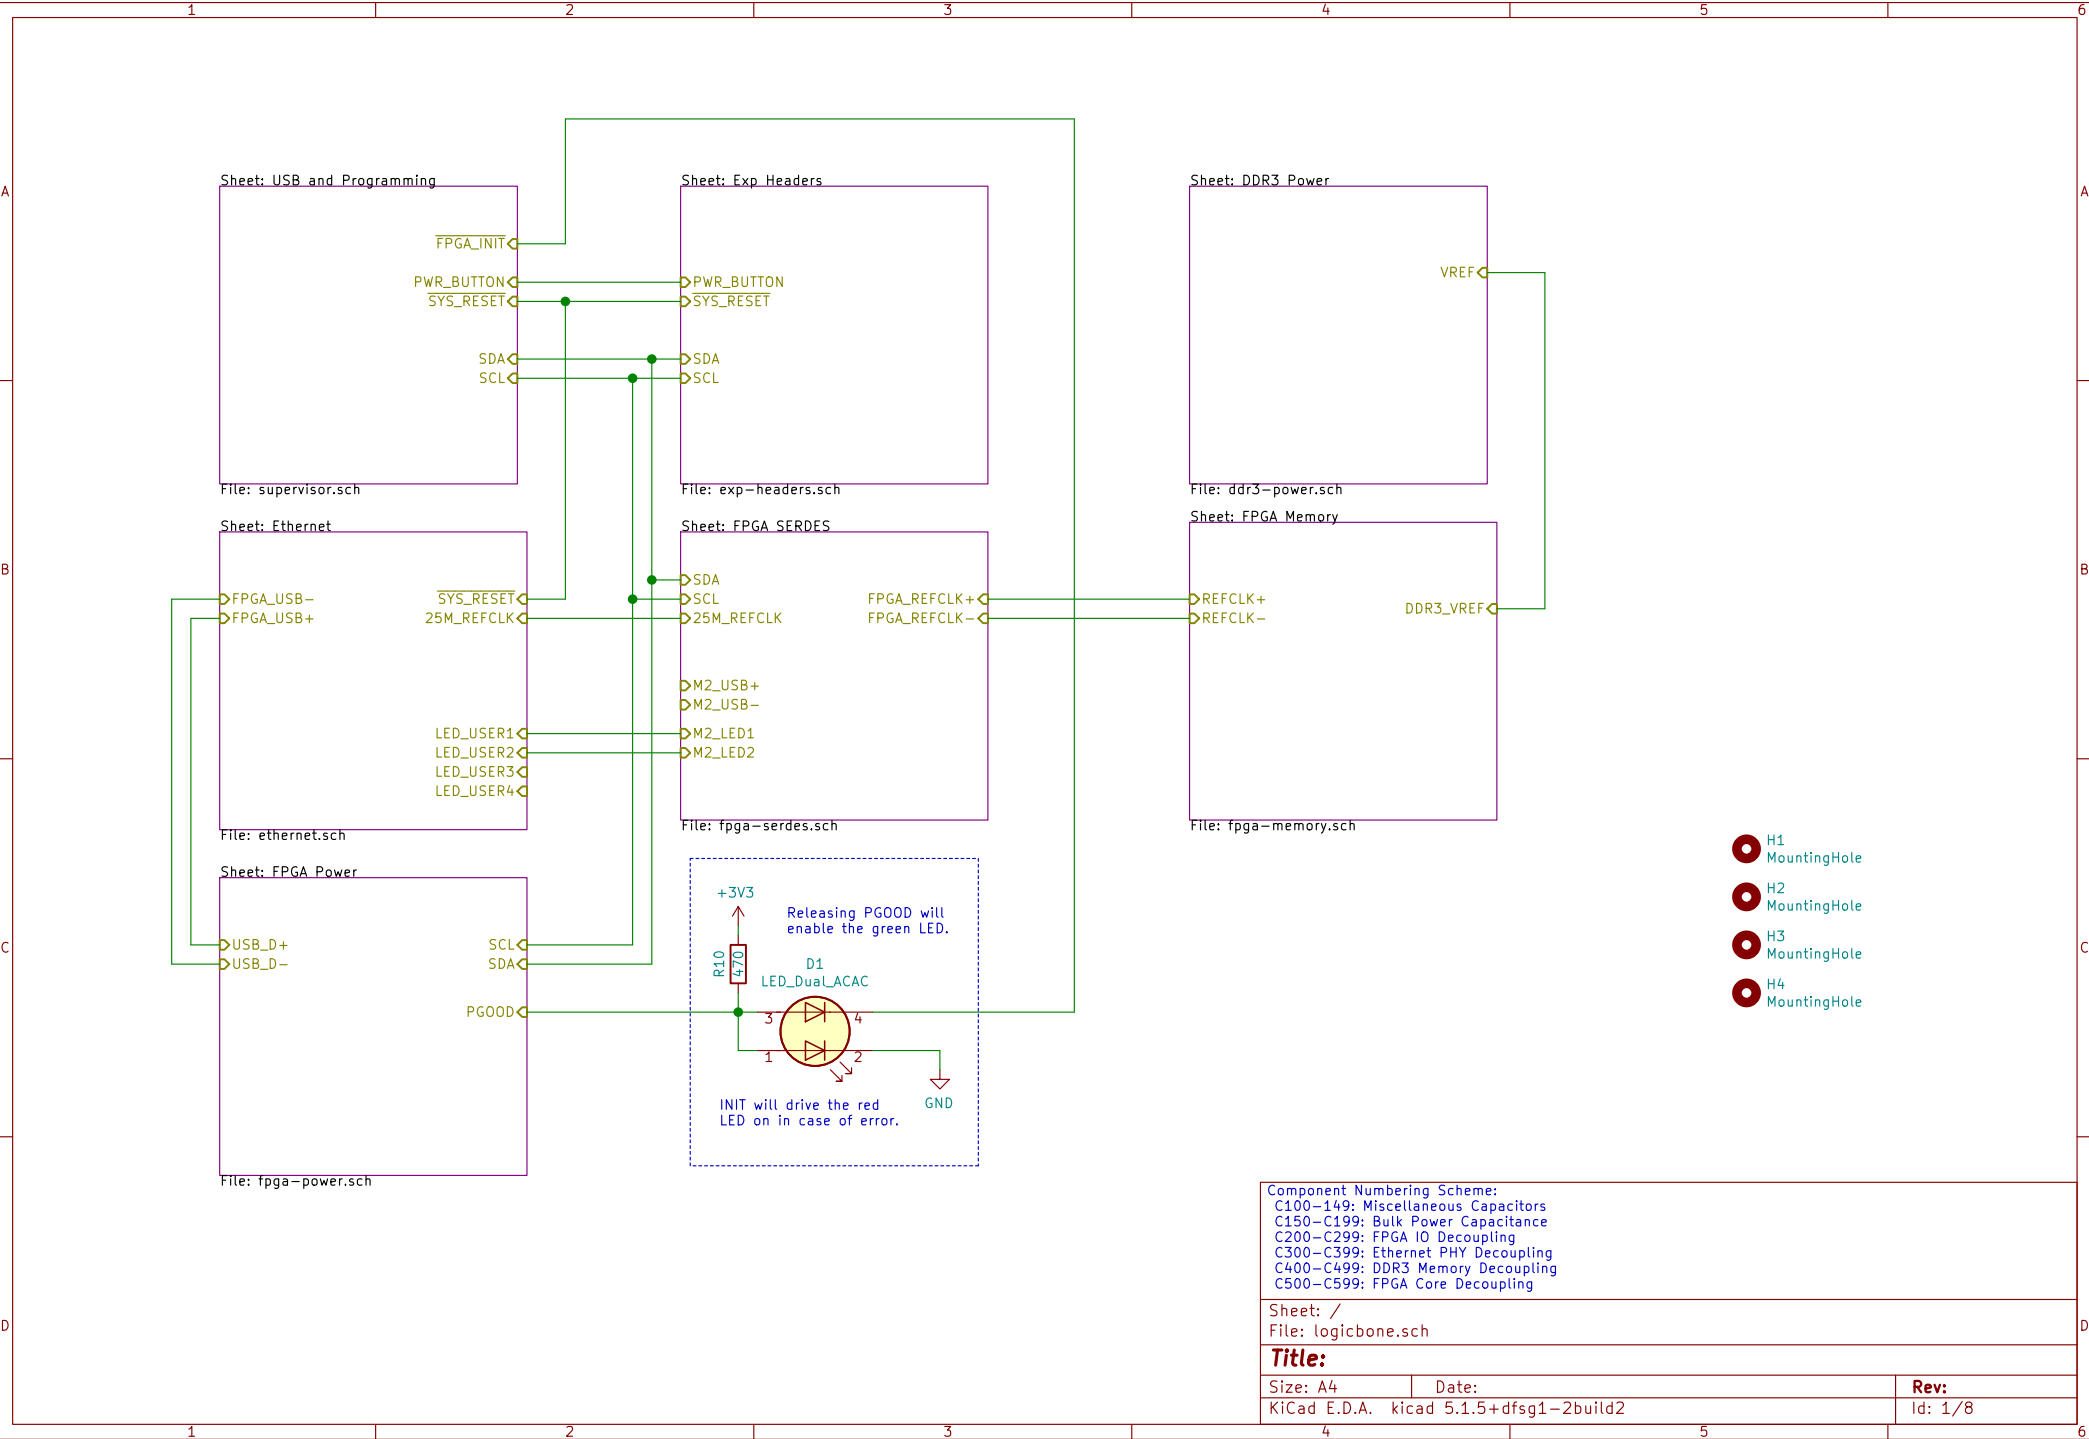 1 2 3 4 5 6
A A
B B
C C
D D
Sheet: USB and Programming
FPGA_INIT
PWR_BUTTON
SYS_RESET
SDA
SCL
File: supervisor.sch
Sheet: Exp Headers
PWR_BUTTON
SYS_RESET
SDA
SCL
File: exp-headers.sch
Sheet: DDR3 Power
VREF
File: ddr3-power.sch
Sheet: Ethernet
FPGA_USB-
FPGA_USB+
SYS_RESET
25M_REFCLK
LED_USER1
LED_USER2
LED_USER3
LED_USER4
File: ethernet.sch
Sheet: FPGA SERDES
SDA
SCL
25M_REFCLK
M2_USB+
M2_USB-
M2_LED1
M2_LED2
FPGA_REFCLK+
FPGA_REFCLK-
File: fpga-serdes.sch
Sheet: FPGA Memory
REFCLK+
REFCLK-
DDR3_VREF
File: fpga-memory.sch
Sheet: FPGA Power
USB_D+
USB_D-
SCL
SDA
PGOOD
File: fpga-power.sch
+3V3
Releasing PGOOD will
enable the green LED.
R10
470
D1
LED_Dual_ACAC
3 4
1 2
GND
INIT will drive the red
LED on in case of error.
H1
MountingHole
H2
MountingHole
H3
MountingHole
H4
MountingHole
Component Numbering Scheme:
C100-149: Miscellaneous Capacitors
C150-C199: Bulk Power Capacitance
C200-C299: FPGA IO Decoupling
C300-C399: Ethernet PHY Decoupling
C400-C499: DDR3 Memory Decoupling
C500-C599: FPGA Core Decoupling
Sheet: /
File: logicbone.sch
Title:
Size: A4 Date: Rev:
KiCad E.D.A. kicad 5.1.5+dfsg1-2build2 Id: 1/8
1 2 3 4 5 6